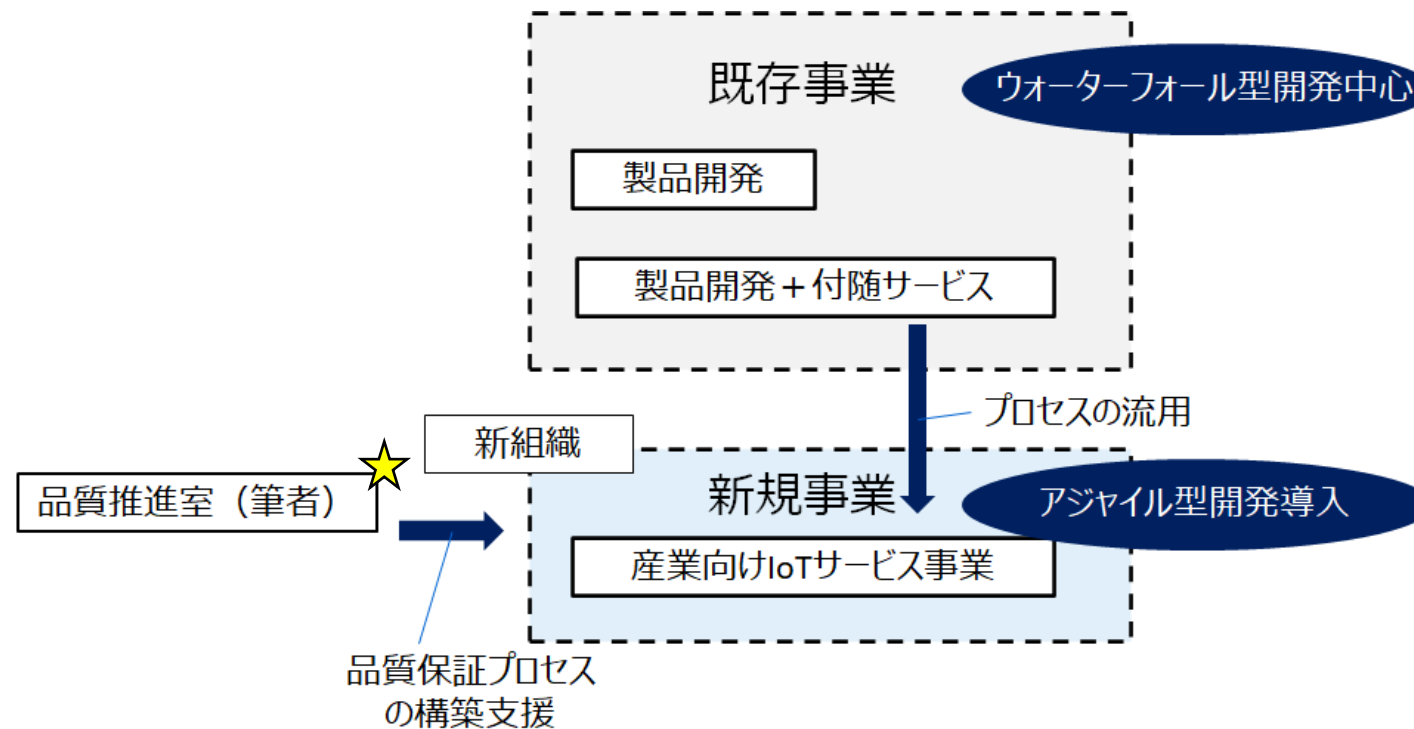 既存事業
ウォーターフォール型開発中心
製品開発
製品開発＋付随サービス
プロセスの流用
新組織
品質推進室（筆者）
新規事業
アジャイル型開発導入
産業向けIoTサービス事業
品質保証プロセス
の構築支援